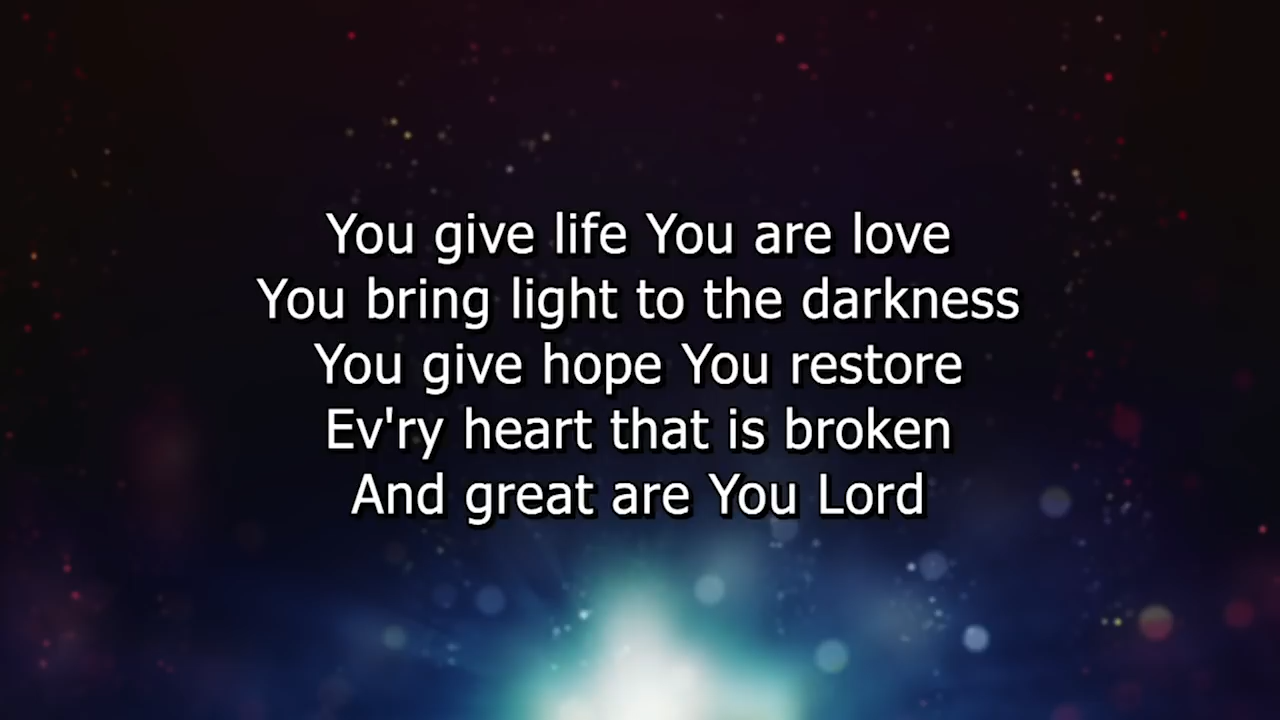 You give life You are love
You bring light to the darkness
You give hope You restore
Ev'ry heart that is broken
And great are You Lord